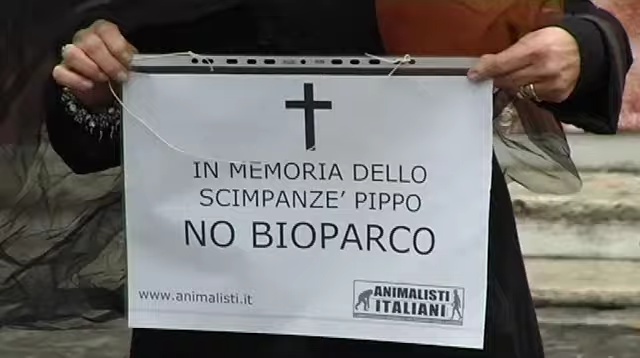 IN MEMORIA DELLO
SCIMPANZE' PIPPO
NO BIOPARCO
www.animalisti.it
ANIMALISTI
ITALIANI